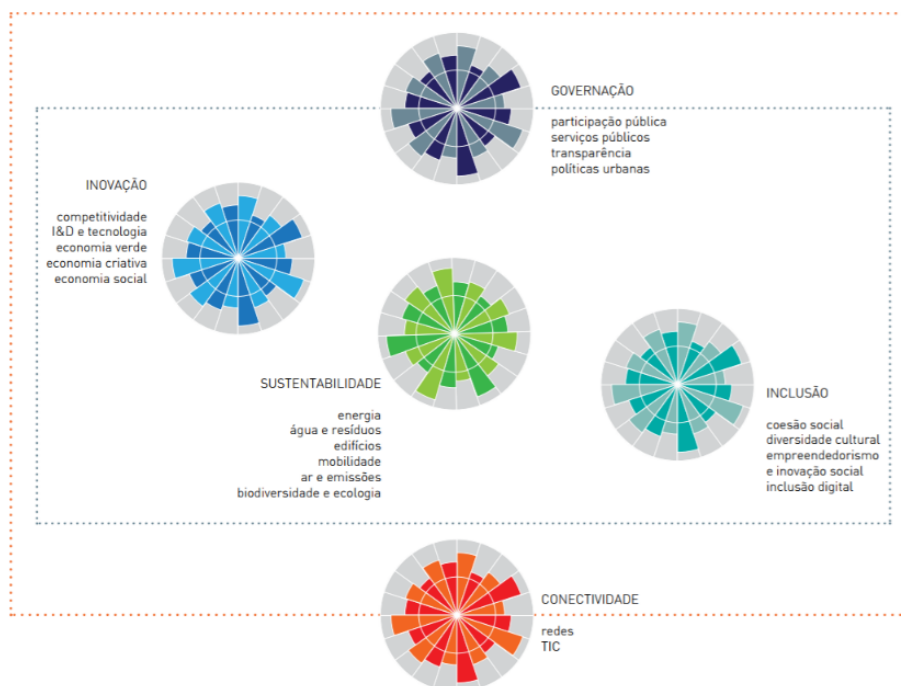 GOVERNAÇÃO
participação pública
serviços públicos
transparência
políticas urbanas
INOVAÇÃO
competitividade
I&D e tecnologia
economia verde
economia criativa
economia social
SUSTENTABILIDADE
energia
água e resíduos
edifícios
mobilidade
ar e emissões
biodiversidade e ecologia
INCLUSÃO
coesão social
diversidade cultural
empreendedorismo
e inovação social
inclusão digital
CONECTIVIDADE
redes
TIC